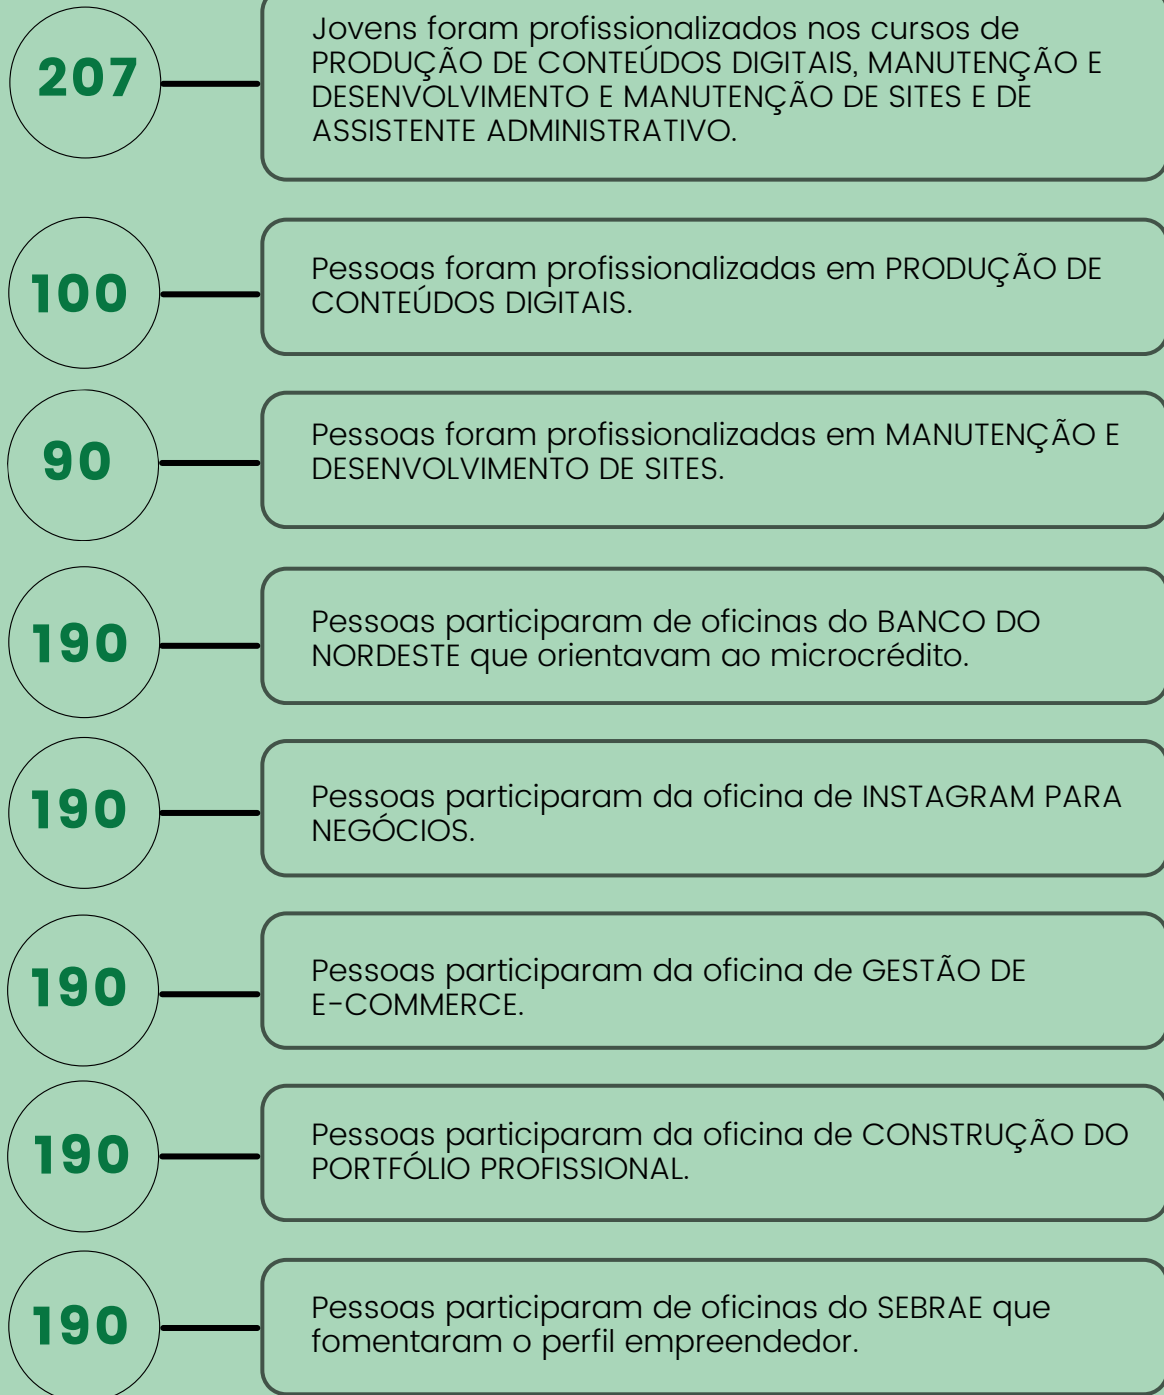 207
Jovens foram profissionalizados nos cursos de
PRODUÇÃO DE CONTEÚDOS DIGITAIS, MANUTENÇÃO E
DESENVOLVIMENTO E MANUTENÇÃO DE SITES E DE
ASSISTENTE ADMINISTRATIVO.
100
Pessoas foram profissionalizadas em PRODUÇÃO DE
CONTEÚDOS DIGITAIS.
90
Pessoas foram profissionalizadas em MANUTENÇÃO E
DESENVOLVIMENTO DE SITES.
190
Pessoas participaram de oficinas do BANCO DO
NORDESTE que orientavam ao microcrédito.
190
Pessoas participaram da oficina de INSTAGRAM PARA
NEGÓCIOS.
190
Pessoas participaram da oficina de GESTÃO DE
E-COMMERCE.
190
Pessoas participaram da oficina de CONSTRUÇÃO DO
PORTFÓLIO PROFISSIONAL.
190
Pessoas participaram de oficinas do SEBRAE que
fomentaram o perfil empreendedor.